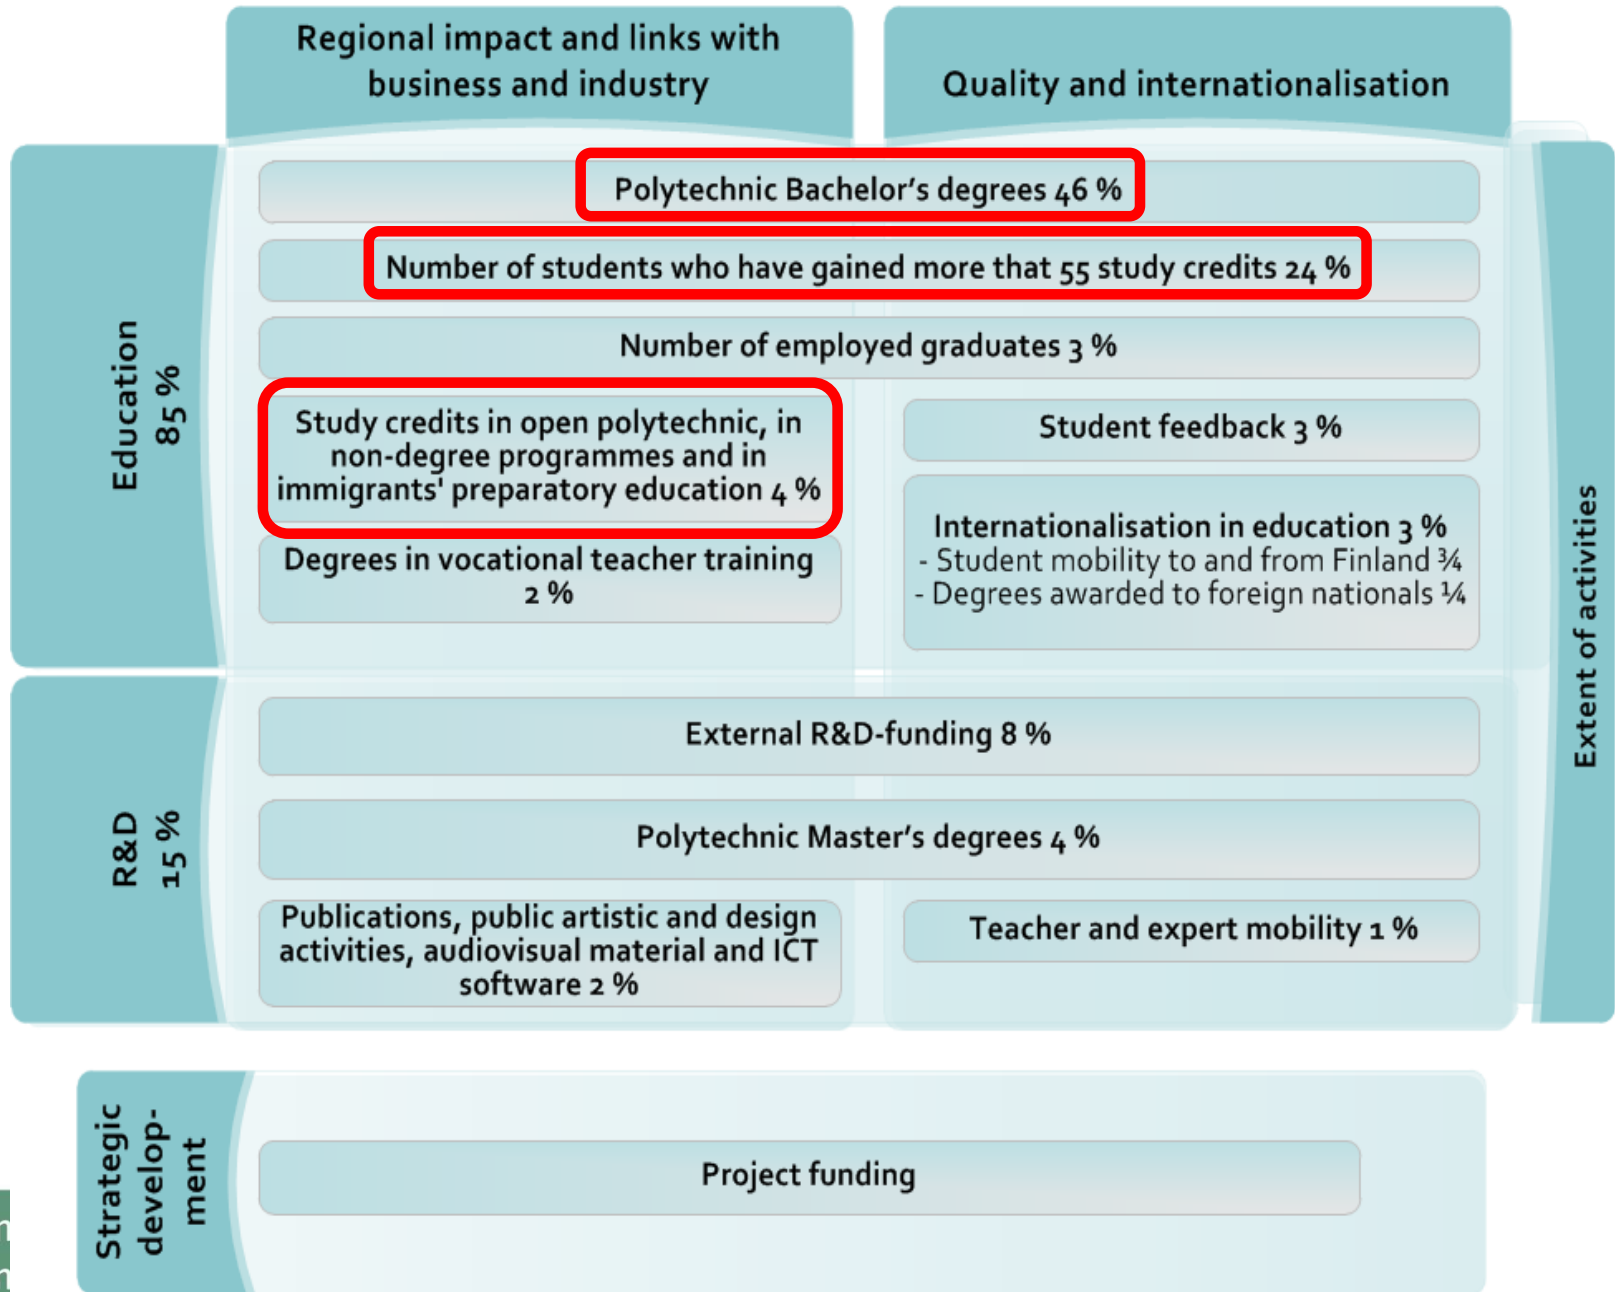 Regional impact and links with
business and industry
Quality and internationalisation
Education
85 %
Polytechnic Bachelor's degrees 46 %
Number of students who have gained more that 55 study credits 24 %
Number of employed graduates 3 %
Study credits in open polytechnic, in
non-degree programmes and in
immigrants' preparatory education 4 %
Degrees in vocational teacher training
2 %
Student feedback 3 %
Internationalisation in education 3 %
- Student mobility to and from Finland ¾
- Degrees awarded to foreign nationals ¼
Extent of activities
R&D
15 %
External R&D-funding 8 %
Polytechnic Master's degrees 4 %
Publications, public artistic and design
activities, audiovisual material and ICT
software 2 %
Teacher and expert mobility 1 %
Strategic
develop-
ment
Project funding